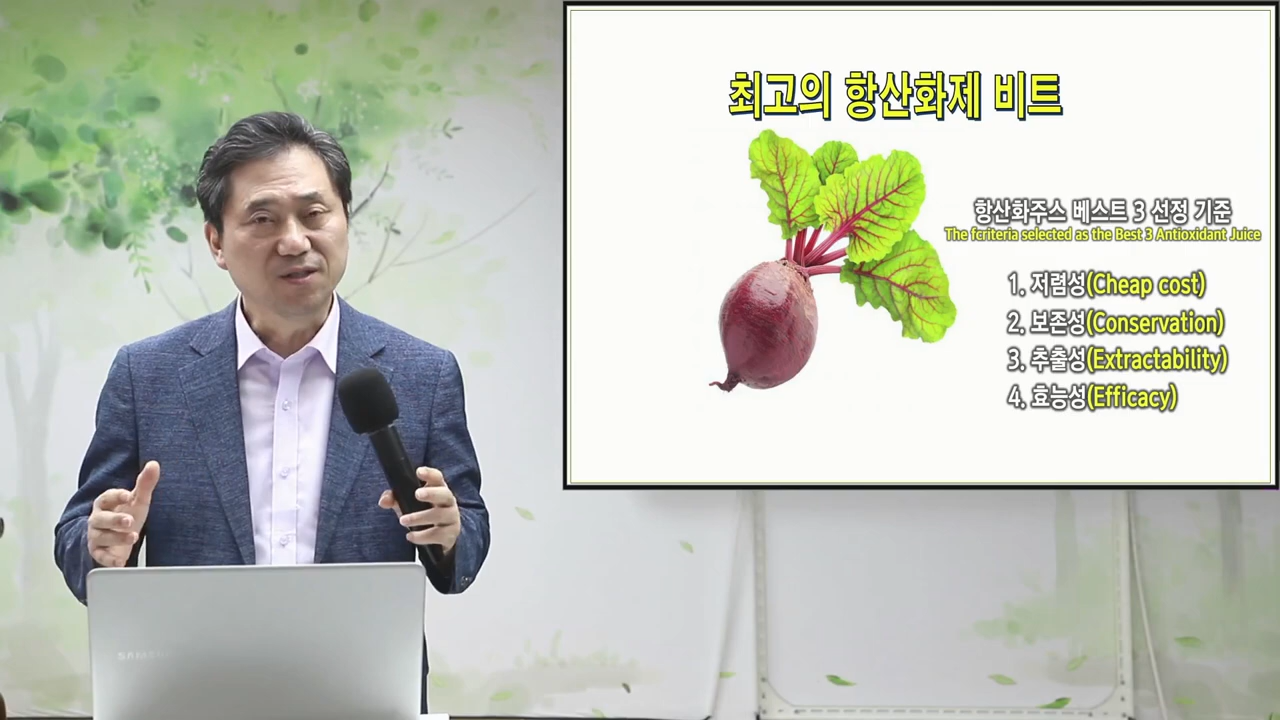 최고의 항산화제 비트
항산화주스 베스트 3 선정 기준
The fcriteria selected as the Best 3 Antioxidant Juice
1. 저렴성(Cheap cost)
2. 보존성(Conservation)
3. 추출성(Extractability)
4. 효능성(Efficacy)
SAMSUNG